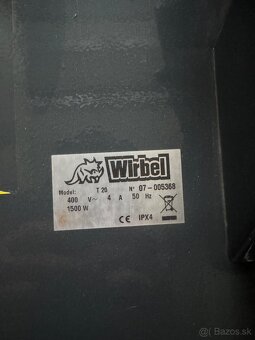 Wirbel
Model: T 20 N° 07-005368
400 V~ 4 A 50 Hz
1500 W
CE IPX4
Bazos.sk